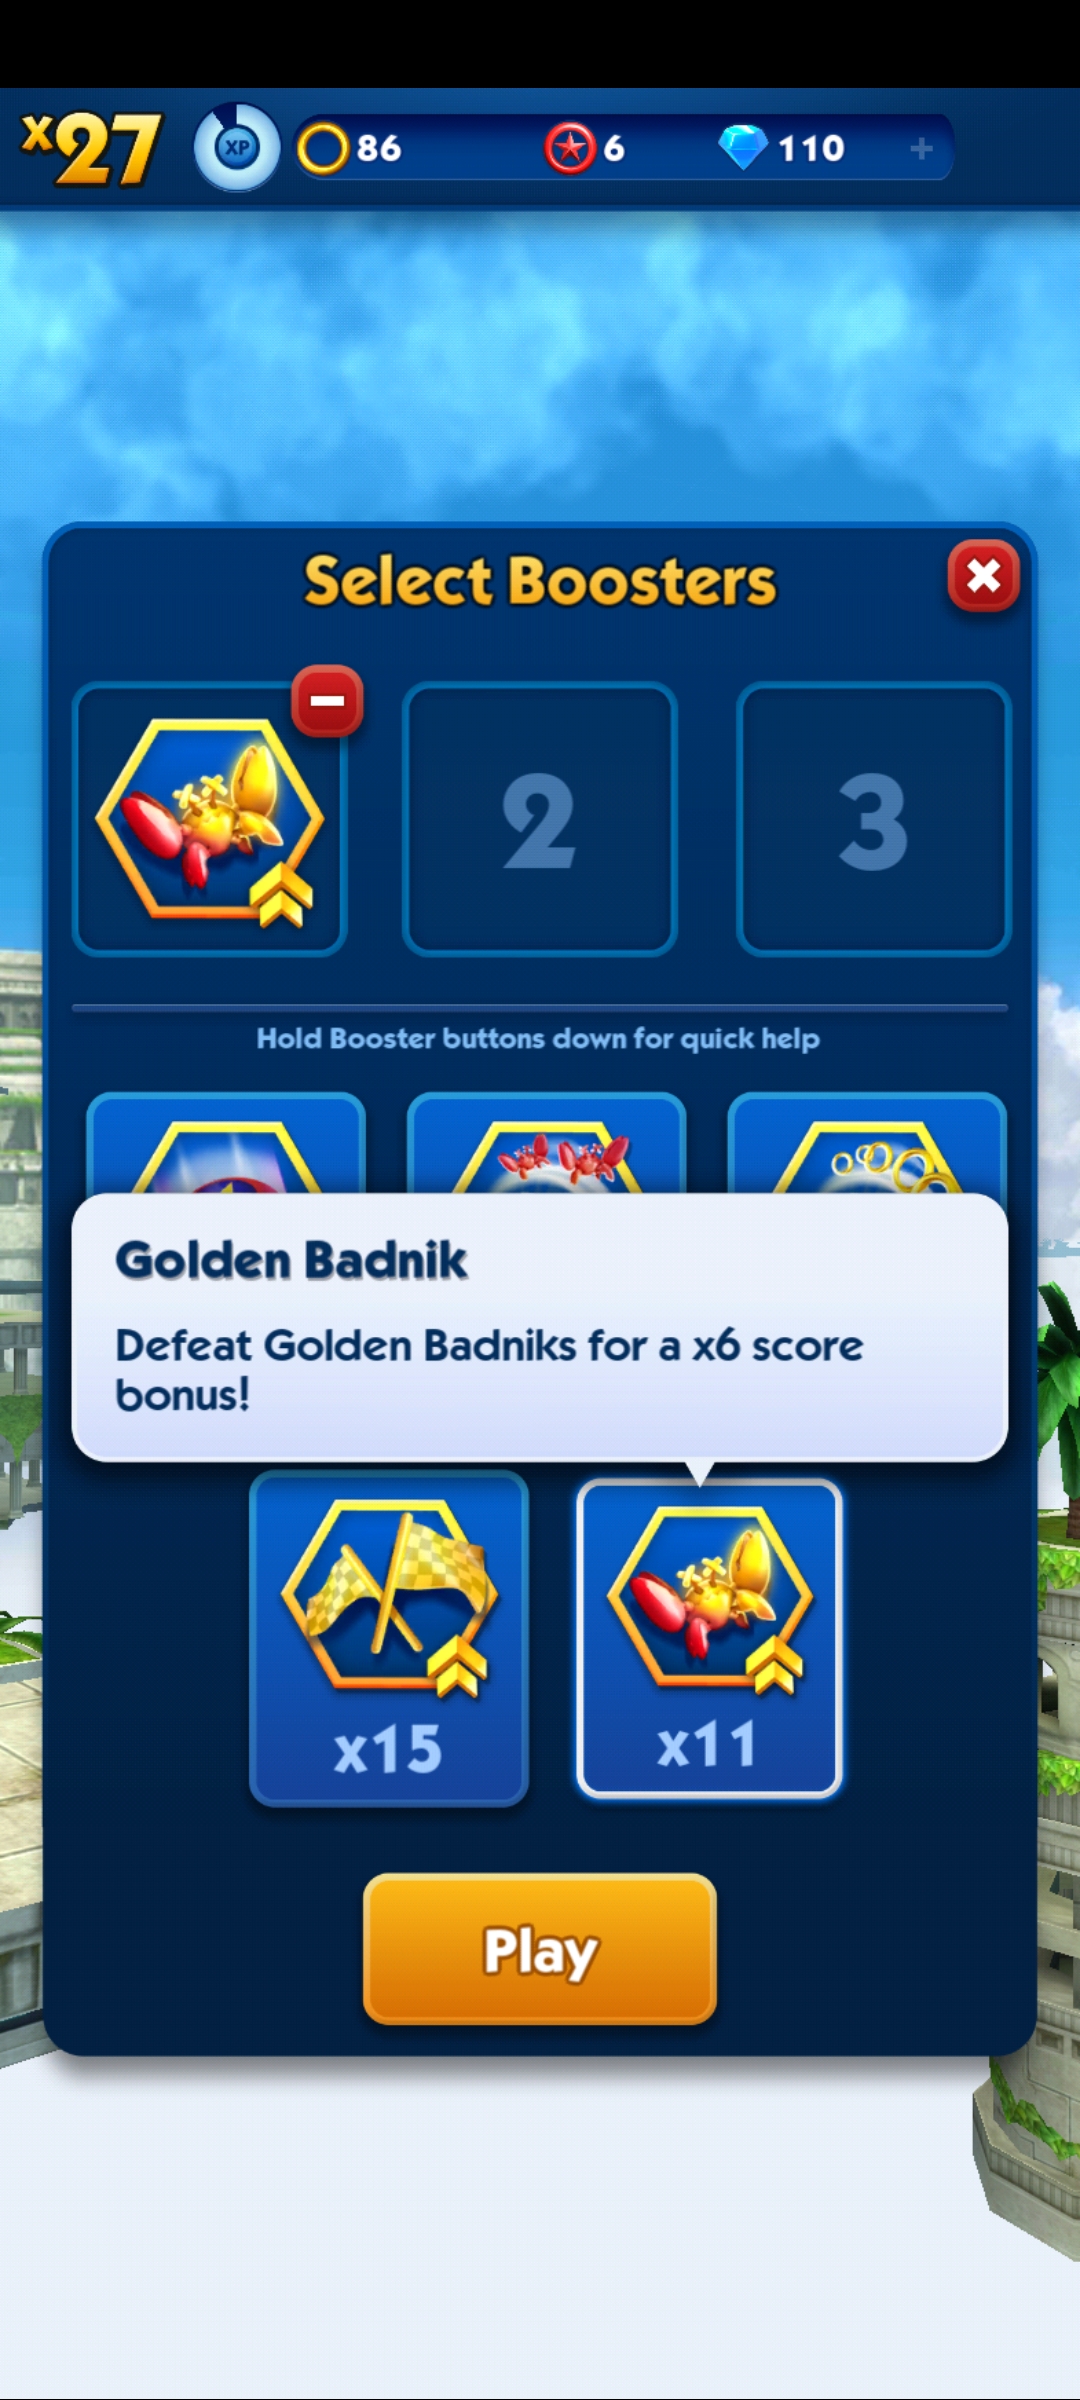 x27
XP
86
6
110
+
Select Boosters
2
3
Hold Booster buttons down for quick help
Golden Badnik
Defeat Golden Badniks for a x6 score
bonus!
x15
x11
Play